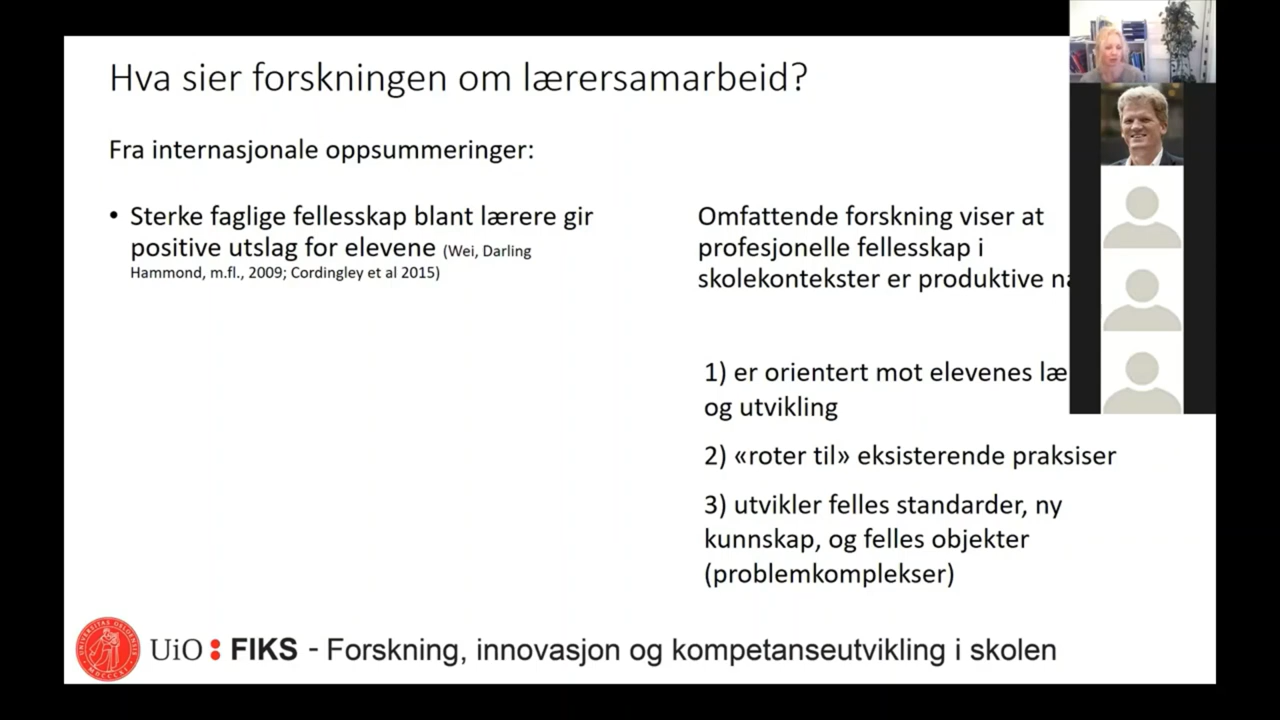 Hva sier forskningen om lærersamarbeid?
Fra internasjonale oppsummeringer:
• Sterke faglige fellesskap blant lærere gir
positive utslag for elevene (Wei, Darling
Hammond, m.fl., 2009; Cordingley et al 2015)
Omfattende forskning viser at
profesjonelle fellesskap i
skolekontekster er produktive
1) er orientert mot elevenes
og utvikling
2) «roter til» eksisterende praksiser
3) utvikler felles standarder, ny
kunnskap, og felles objekter
(problemkomplekser)
UiO : FIKS - Forskning, innovasjon og kompetanseutvikling i skolen